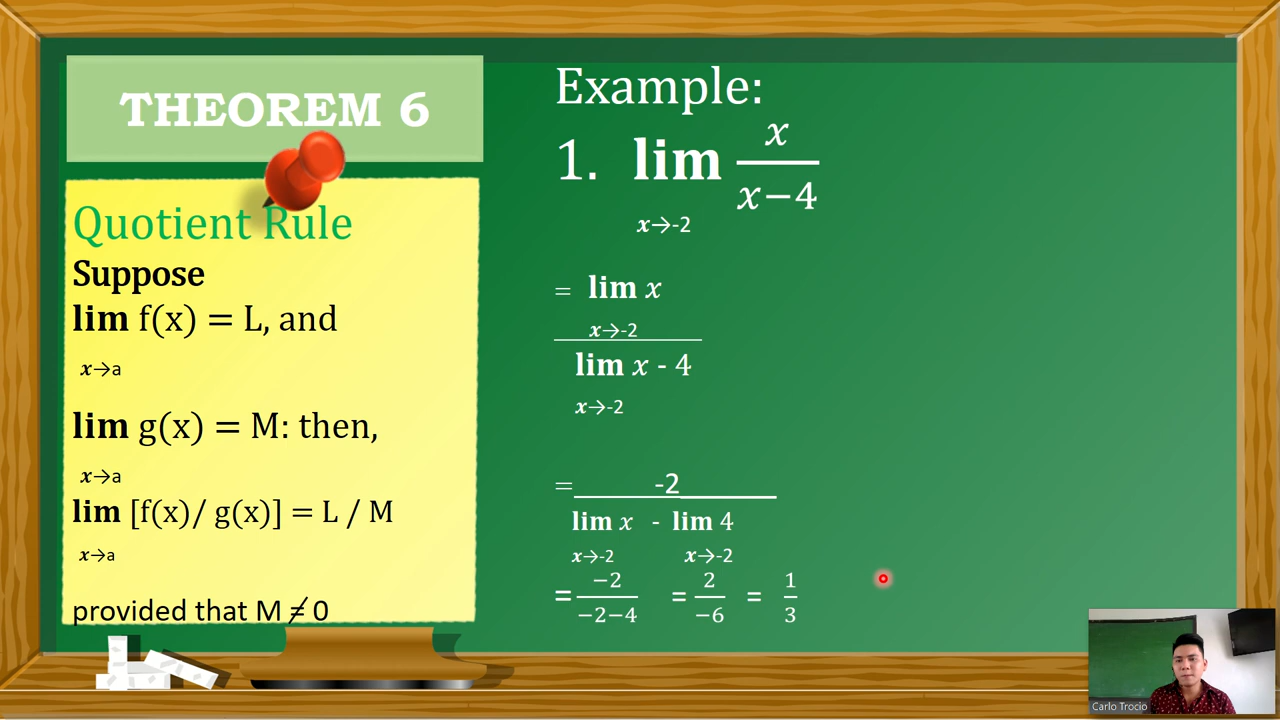 THEOREM 6
Quotient Rule
Suppose
lim f(x) = L, and
x→a
lim g(x) = M: then,
x→a
lim [f(x)/ g(x)] = L / M
x→a
provided that M ≠ 0
Example:
1. lim x/(x−4)
x→-2
= lim x
x→-2
lim x - 4
x→-2
= -2
lim x - lim 4
x→-2 x→-2
= −2/(−2−4) = 2/−6 = 1/3
Carlo Trocio